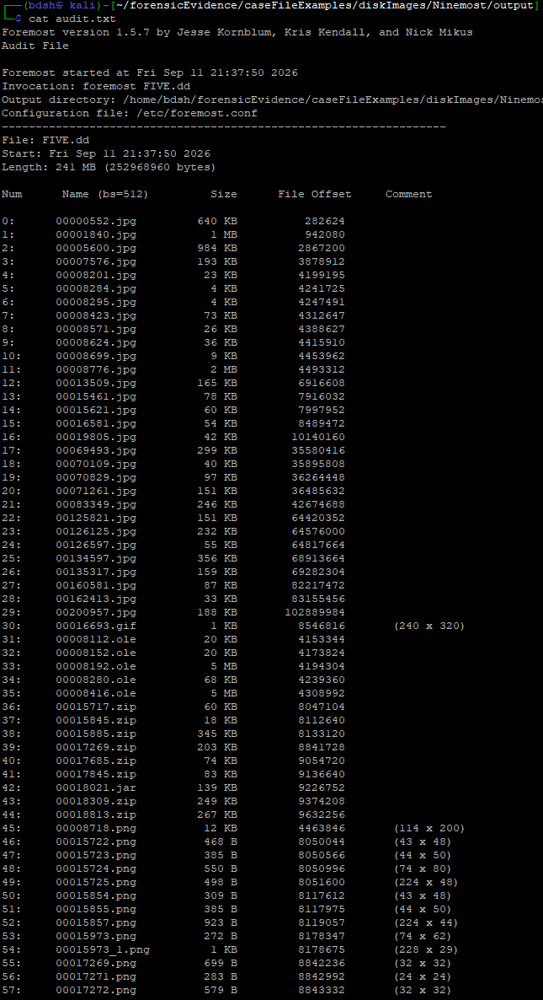 ┌──(bdsh㉿kali)-[~/forensicEvidence/caseFileExamples/diskImages/Ninemost/output]
└─$ cat audit.txt
Foremost version 1.5.7 by Jesse Kornblum, Kris Kendall, and Nick Mikus
Audit File
Foremost started at Fri Sep 11 21:37:50 2026
Invocation: foremost FIVE.dd
Output directory: /home/bdsh/forensicEvidence/caseFileExamples/diskImages/Ninemos
Configuration file: /etc/foremost.conf
------------------------------------------------------------------
File: FIVE.dd
Start: Fri Sep 11 21:37:50 2026
Length: 241 MB (252968960 bytes)
Num Name (bs=512) Size File Offset Comment
0: 00000552.jpg 640 KB 282624
1: 00001840.jpg 1 MB 942080
2: 00005600.jpg 984 KB 2867200
3: 00007576.jpg 193 KB 3878912
4: 00008201.jpg 23 KB 4199195
5: 00008284.jpg 4 KB 4241725
6: 00008295.jpg 4 KB 4247491
7: 00008423.jpg 73 KB 4312647
8: 00008571.jpg 26 KB 4388627
9: 00008624.jpg 36 KB 4415910
10: 00008699.jpg 9 KB 4453962
11: 00008776.jpg 2 MB 4493312
12: 00013509.jpg 165 KB 6916608
13: 00015461.jpg 78 KB 7916032
14: 00015621.jpg 60 KB 7997952
15: 00016581.jpg 54 KB 8489472
16: 00019805.jpg 42 KB 10140160
17: 00069493.jpg 299 KB 35580416
18: 00070109.jpg 40 KB 35895808
19: 00070829.jpg 97 KB 36264448
20: 00071261.jpg 151 KB 36485632
21: 00083349.jpg 246 KB 42674688
22: 00125821.jpg 151 KB 64420352
23: 00126125.jpg 232 KB 64576000
24: 00126597.jpg 55 KB 64817664
25: 00134597.jpg 356 KB 68913664
26: 00135317.jpg 159 KB 69282304
27: 00160581.jpg 87 KB 82217472
28: 00162413.jpg 33 KB 83155456
29: 00200957.jpg 188 KB 102889984
30: 00016693.gif 1 KB 8546816 (240 x 320)
31: 00008112.ole 20 KB 4153344
32: 00008152.ole 20 KB 4173824
33: 00008192.ole 5 MB 4194304
34: 00008280.ole 68 KB 4239360
35: 00008416.ole 5 MB 4308992
36: 00015717.zip 60 KB 8047104
37: 00015845.zip 18 KB 8112640
38: 00015885.zip 345 KB 8133120
39: 00017269.zip 203 KB 8841728
40: 00017685.zip 74 KB 9054720
41: 00017845.zip 83 KB 9136640
42: 00018021.jar 139 KB 9226752
43: 00018309.zip 249 KB 9374208
44: 00018813.zip 267 KB 9632256
45: 00008718.png 12 KB 4463846 (114 x 200)
46: 00015722.png 468 B 8050044 (43 x 48)
47: 00015723.png 385 B 8050566 (44 x 50)
48: 00015724.png 550 B 8050996 (74 x 80)
49: 00015725.png 498 B 8051600 (224 x 48)
50: 00015854.png 309 B 8117612 (43 x 48)
51: 00015855.png 385 B 8117975 (44 x 50)
52: 00015857.png 923 B 8119057 (224 x 44)
53: 00015973.png 272 B 8178347 (74 x 62)
54: 00015973_1.png 1 KB 8178675 (228 x 29)
55: 00017269.png 699 B 8842236 (32 x 32)
56: 00017271.png 283 B 8842992 (24 x 24)
57: 00017272.png 579 B 8843332 (32 x 32)